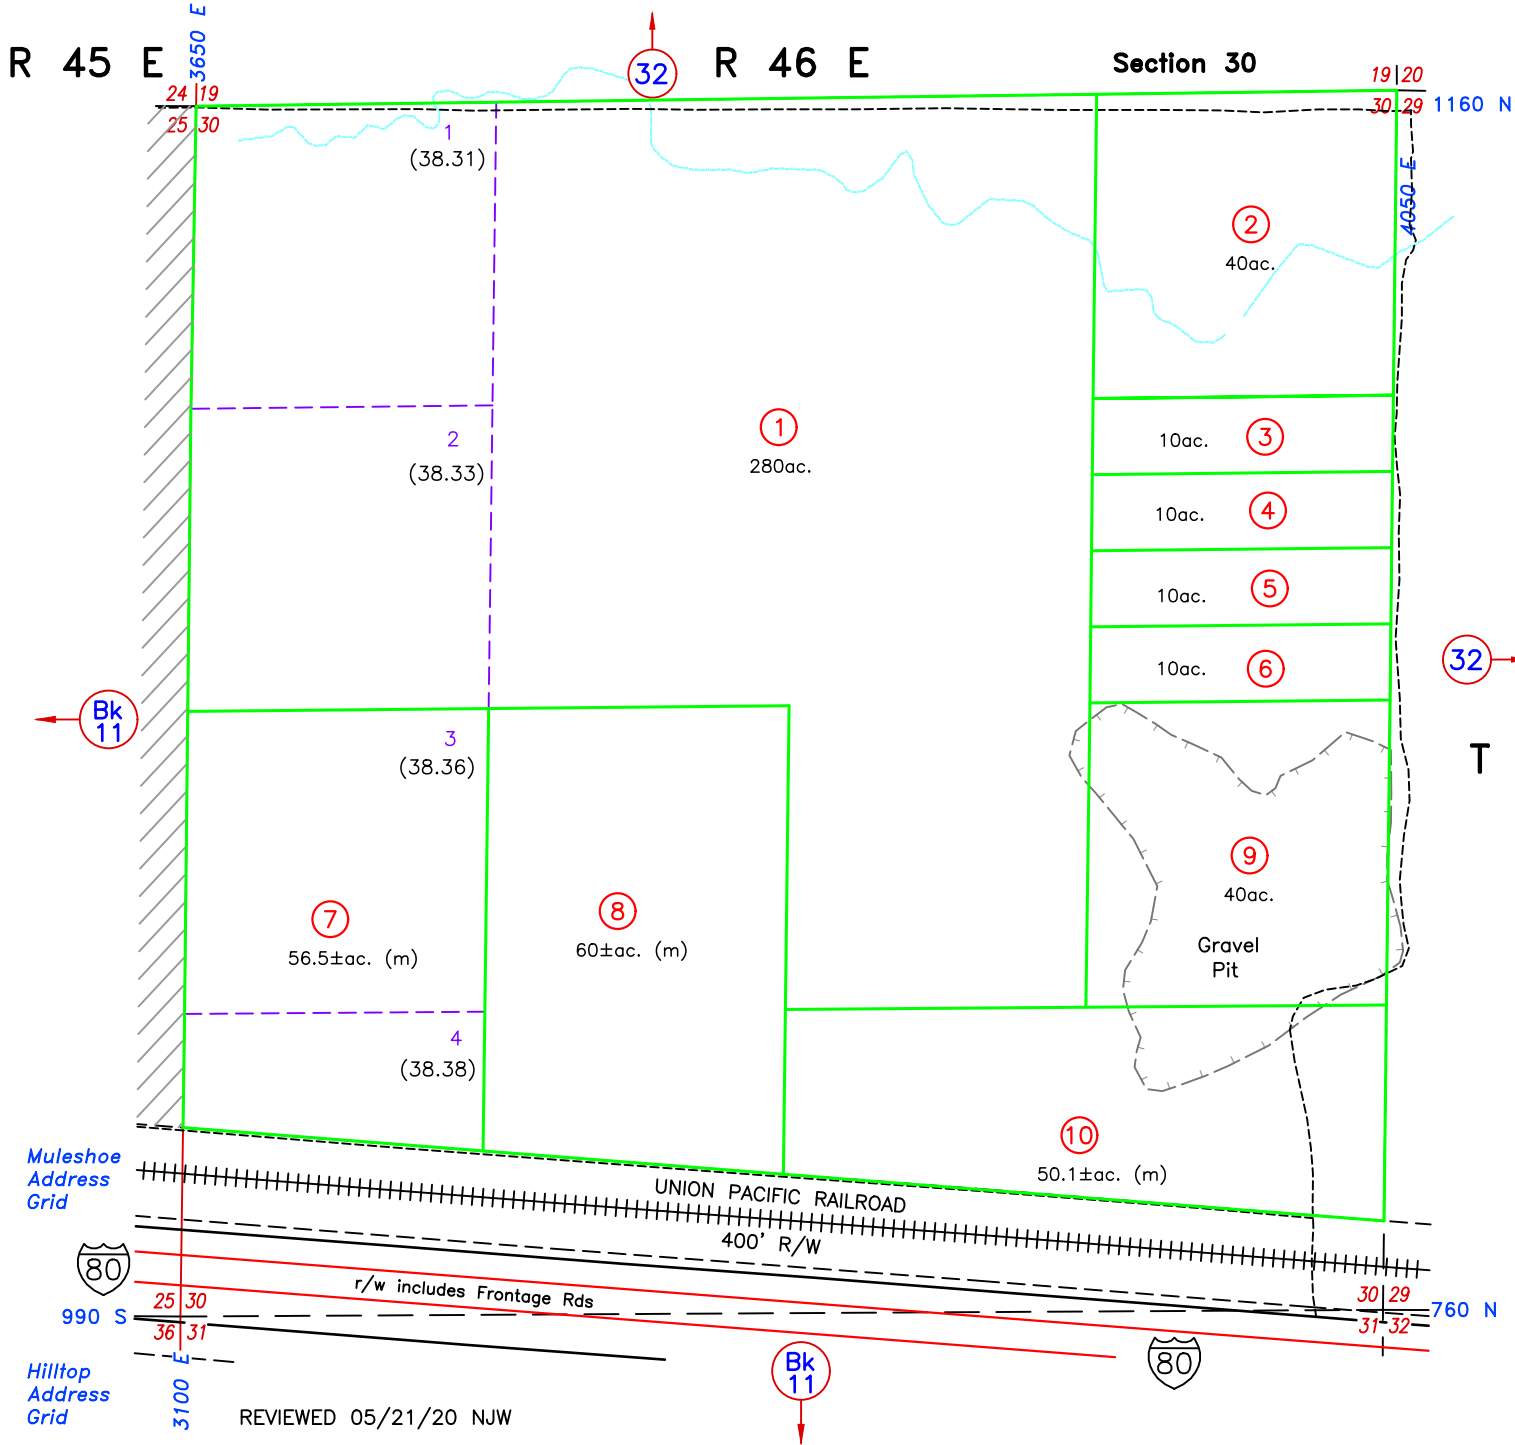 R 45 E
3650 E
32
R 46 E
Section 30
19 20
24 19
25 30
30 29
1160 N
1
(38.31)
4050 E
2
40ac.
1
280ac.
2
(38.33)
10ac. 3
10ac. 4
10ac. 5
10ac. 6
32
Bk
11
3
(38.36)
T
9
40ac.
Gravel
Pit
7
56.5±ac. (m)
8
60±ac. (m)
4
(38.38)
10
50.1±ac. (m)
Muleshoe
Address
Grid
UNION PACIFIC RAILROAD
400' R/W
80
r/w includes Frontage Rds
25 30
30 29
990 S
760 N
36 31
31 32
80
Bk
11
Hilltop
Address
Grid
3100 E
REVIEWED 05/21/20 NJW